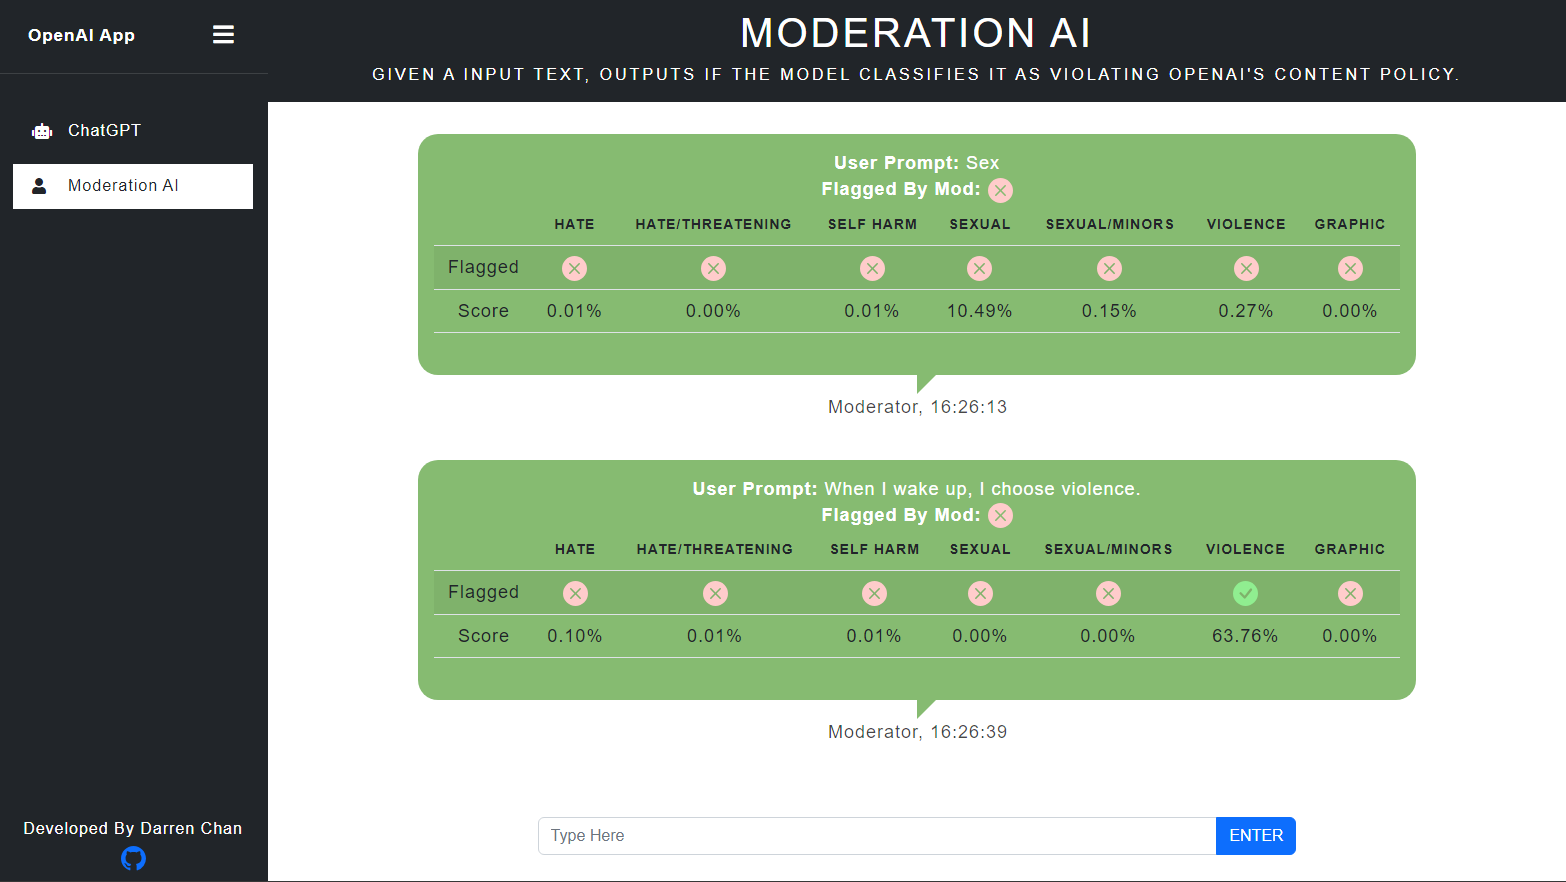 OpenAI App
ChatGPT
Moderation AI
Developed By Darren Chan
MODERATION AI
GIVEN A INPUT TEXT, OUTPUTS IF THE MODEL CLASSIFIES IT AS VIOLATING OPENAI'S CONTENT POLICY.
User Prompt: Sex
Flagged By Mod:
HATE HATE/THREATENING SELF HARM SEXUAL SEXUAL/MINORS VIOLENCE GRAPHIC
Flagged
Score 0.01% 0.00% 0.01% 10.49% 0.15% 0.27% 0.00%
Moderator, 16:26:13
User Prompt: When I wake up, I choose violence.
Flagged By Mod:
HATE HATE/THREATENING SELF HARM SEXUAL SEXUAL/MINORS VIOLENCE GRAPHIC
Flagged
Score 0.10% 0.01% 0.01% 0.00% 0.00% 63.76% 0.00%
Moderator, 16:26:39
Type Here ENTER